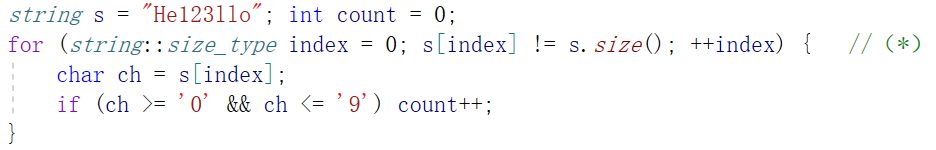 string s = "He123llo"; int count = 0;
for (string::size_type index = 0; s[index] != s.size(); ++index) {   // (*)
    char ch = s[index];
    if (ch >= '0' && ch <= '9') count++;
}